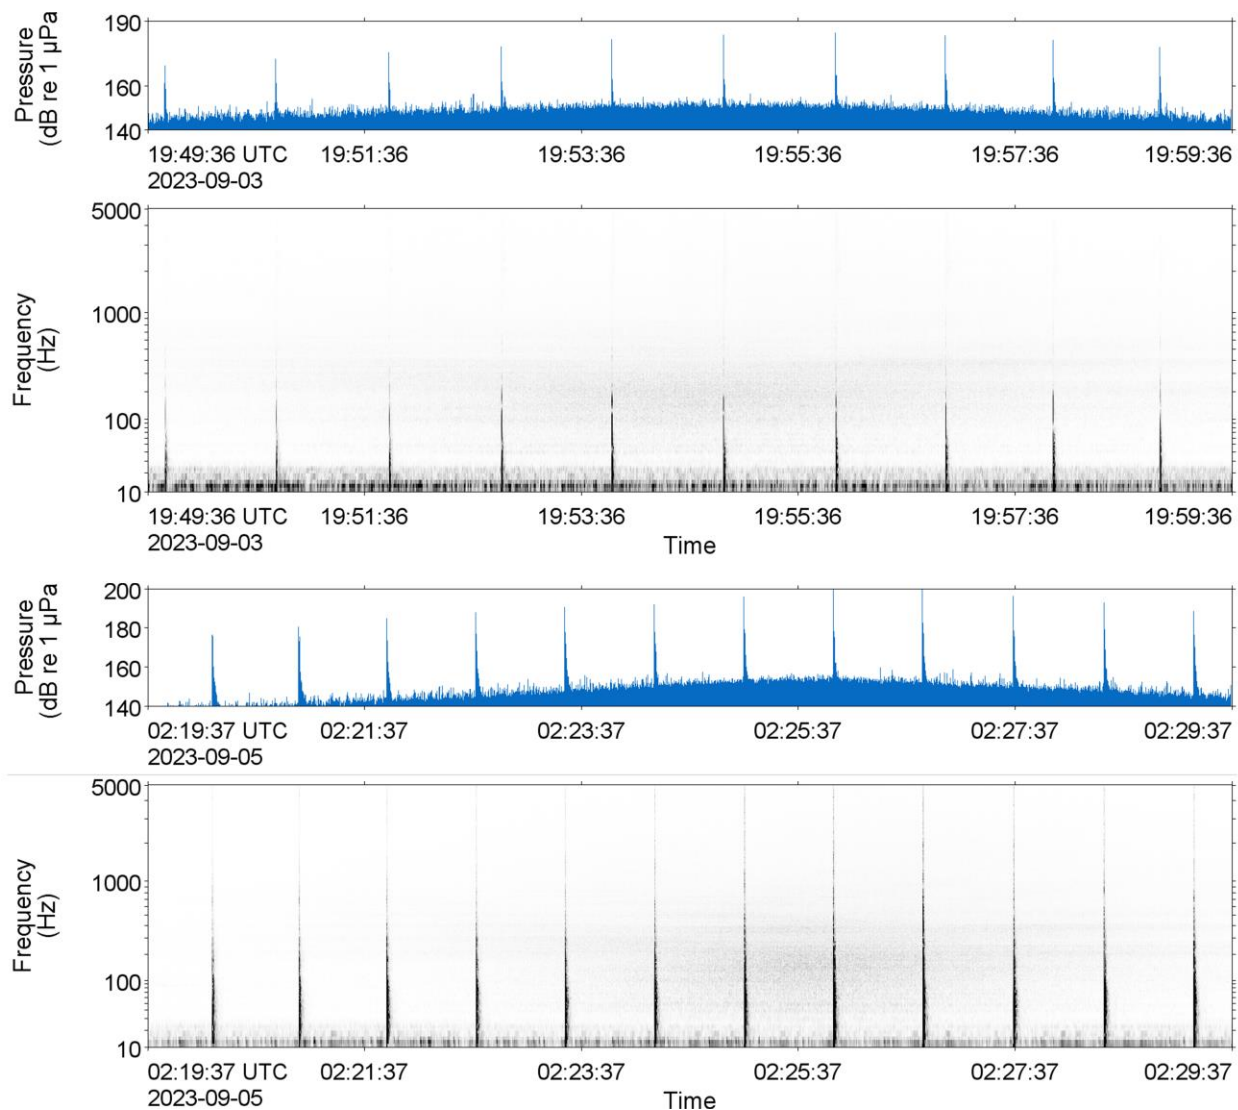 Pressure
(dB re 1 µPa
190
160
140
19:49:36 UTC 19:51:36 19:53:36 19:55:36 19:57:36 19:59:36
2023-09-03
Frequency
(Hz)
5000
1000
100
10
19:49:36 UTC 19:51:36 19:53:36 19:55:36 19:57:36 19:59:36
2023-09-03
Time
Pressure
(dB re 1 µPa)
200
180
160
140
02:19:37 UTC 02:21:37 02:23:37 02:25:37 02:27:37 02:29:37
2023-09-05
Frequency
(Hz)
5000
1000
100
10
02:19:37 UTC 02:21:37 02:23:37 02:25:37 02:27:37 02:29:37
2023-09-05
Time